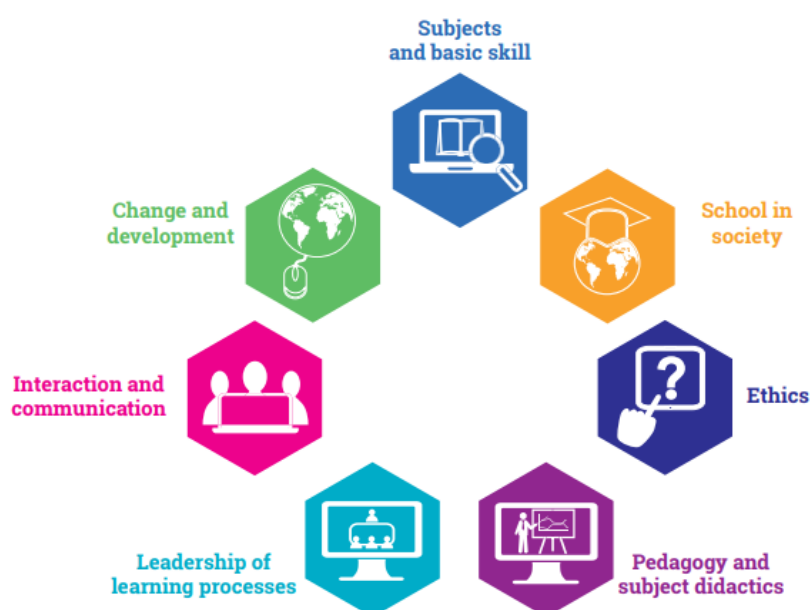 Subjects
and basic skill
School in
society
Ethics
?
Pedagogy and
subject didactics
Leadership of
learning processes
Interaction and
communication
Change and
development